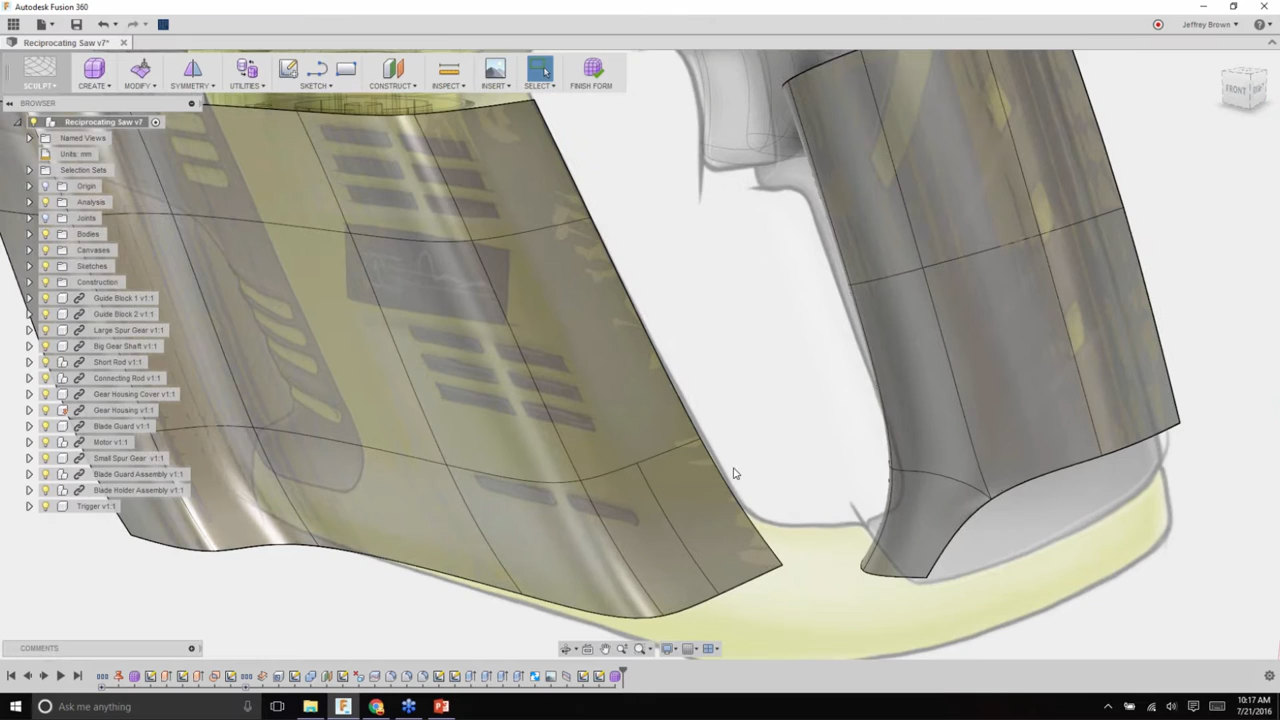 Autodesk Fusion 360
Jeffrey Brown
Reciprocating Saw v7*
SCULPT
CREATE
MODIFY
SYMMETRY
UTILITIES
SKETCH
CONSTRUCT
INSPECT
INSERT
SELECT
FINISH FORM
BROWSER
FRONT
Reciprocating Saw v7
Named Views
Units: mm
Selection Sets
Origin
Analysis
Joints
Bodies
Canvases
Sketches
Construction
Guide Block 1 v1:1
Guide Block 2 v1:1
Large Spur Gear v1:1
Big Gear Shaft v1:1
Short Rod v1:1
Connecting Rod v1:1
Gear Housing Cover v1:1
Gear Housing v1:1
Blade Guard v1:1
Motor v1:1
Small Spur Gear v1:1
Blade Guard Assembly v1:1
Blade Holder Assembly v1:1
Trigger v1:1
COMMENTS
Ask me anything
10:17 AM
7/21/2016